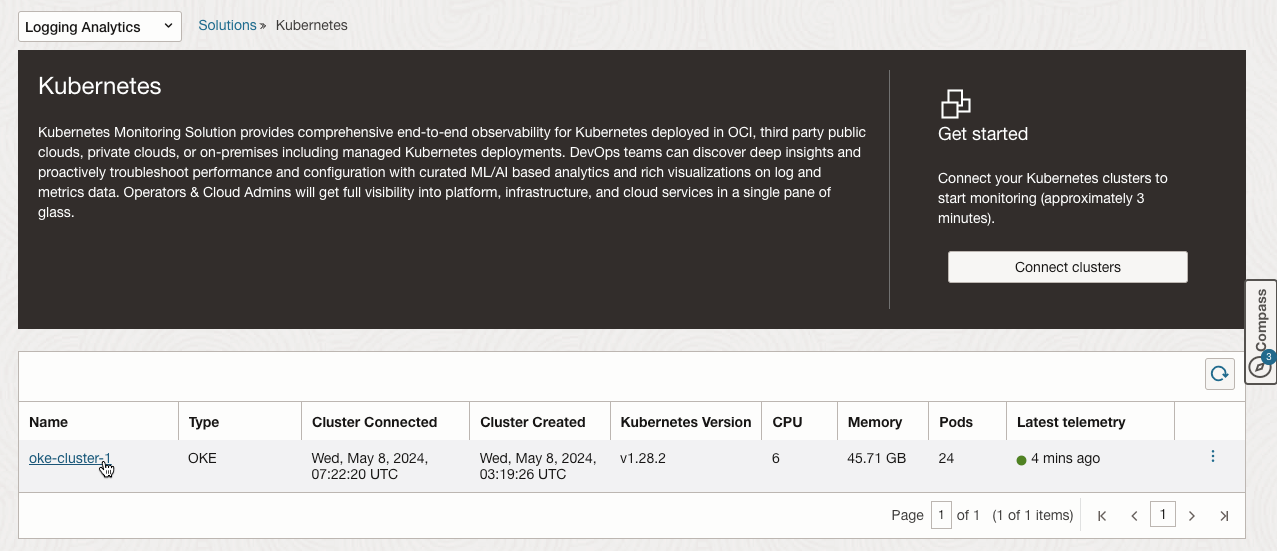 Logging Analytics
Solutions » Kubernetes
Kubernetes
Kubernetes Monitoring Solution provides comprehensive end-to-end observability for Kubernetes deployed in OCI, third party public
clouds, private clouds, or on-premises including managed Kubernetes deployments. DevOps teams can discover deep insights and
proactively troubleshoot performance and configuration with curated ML/AI based analytics and rich visualizations on log and
metrics data. Operators & Cloud Admins will get full visibility into platform, infrastructure, and cloud services in a single pane of
glass.
Get started
Connect your Kubernetes clusters to
start monitoring (approximately 3
minutes).
Connect clusters
Compass
3
Name Type Cluster Connected Cluster Created Kubernetes Version CPU Memory Pods Latest telemetry
oke-cluster-1 OKE Wed, May 8, 2024, Wed, May 8, 2024, v1.28.2 6 45.71 GB 24 4 mins ago
07:22:20 UTC 03:19:26 UTC
Page 1 of 1 (1 of 1 items) 1